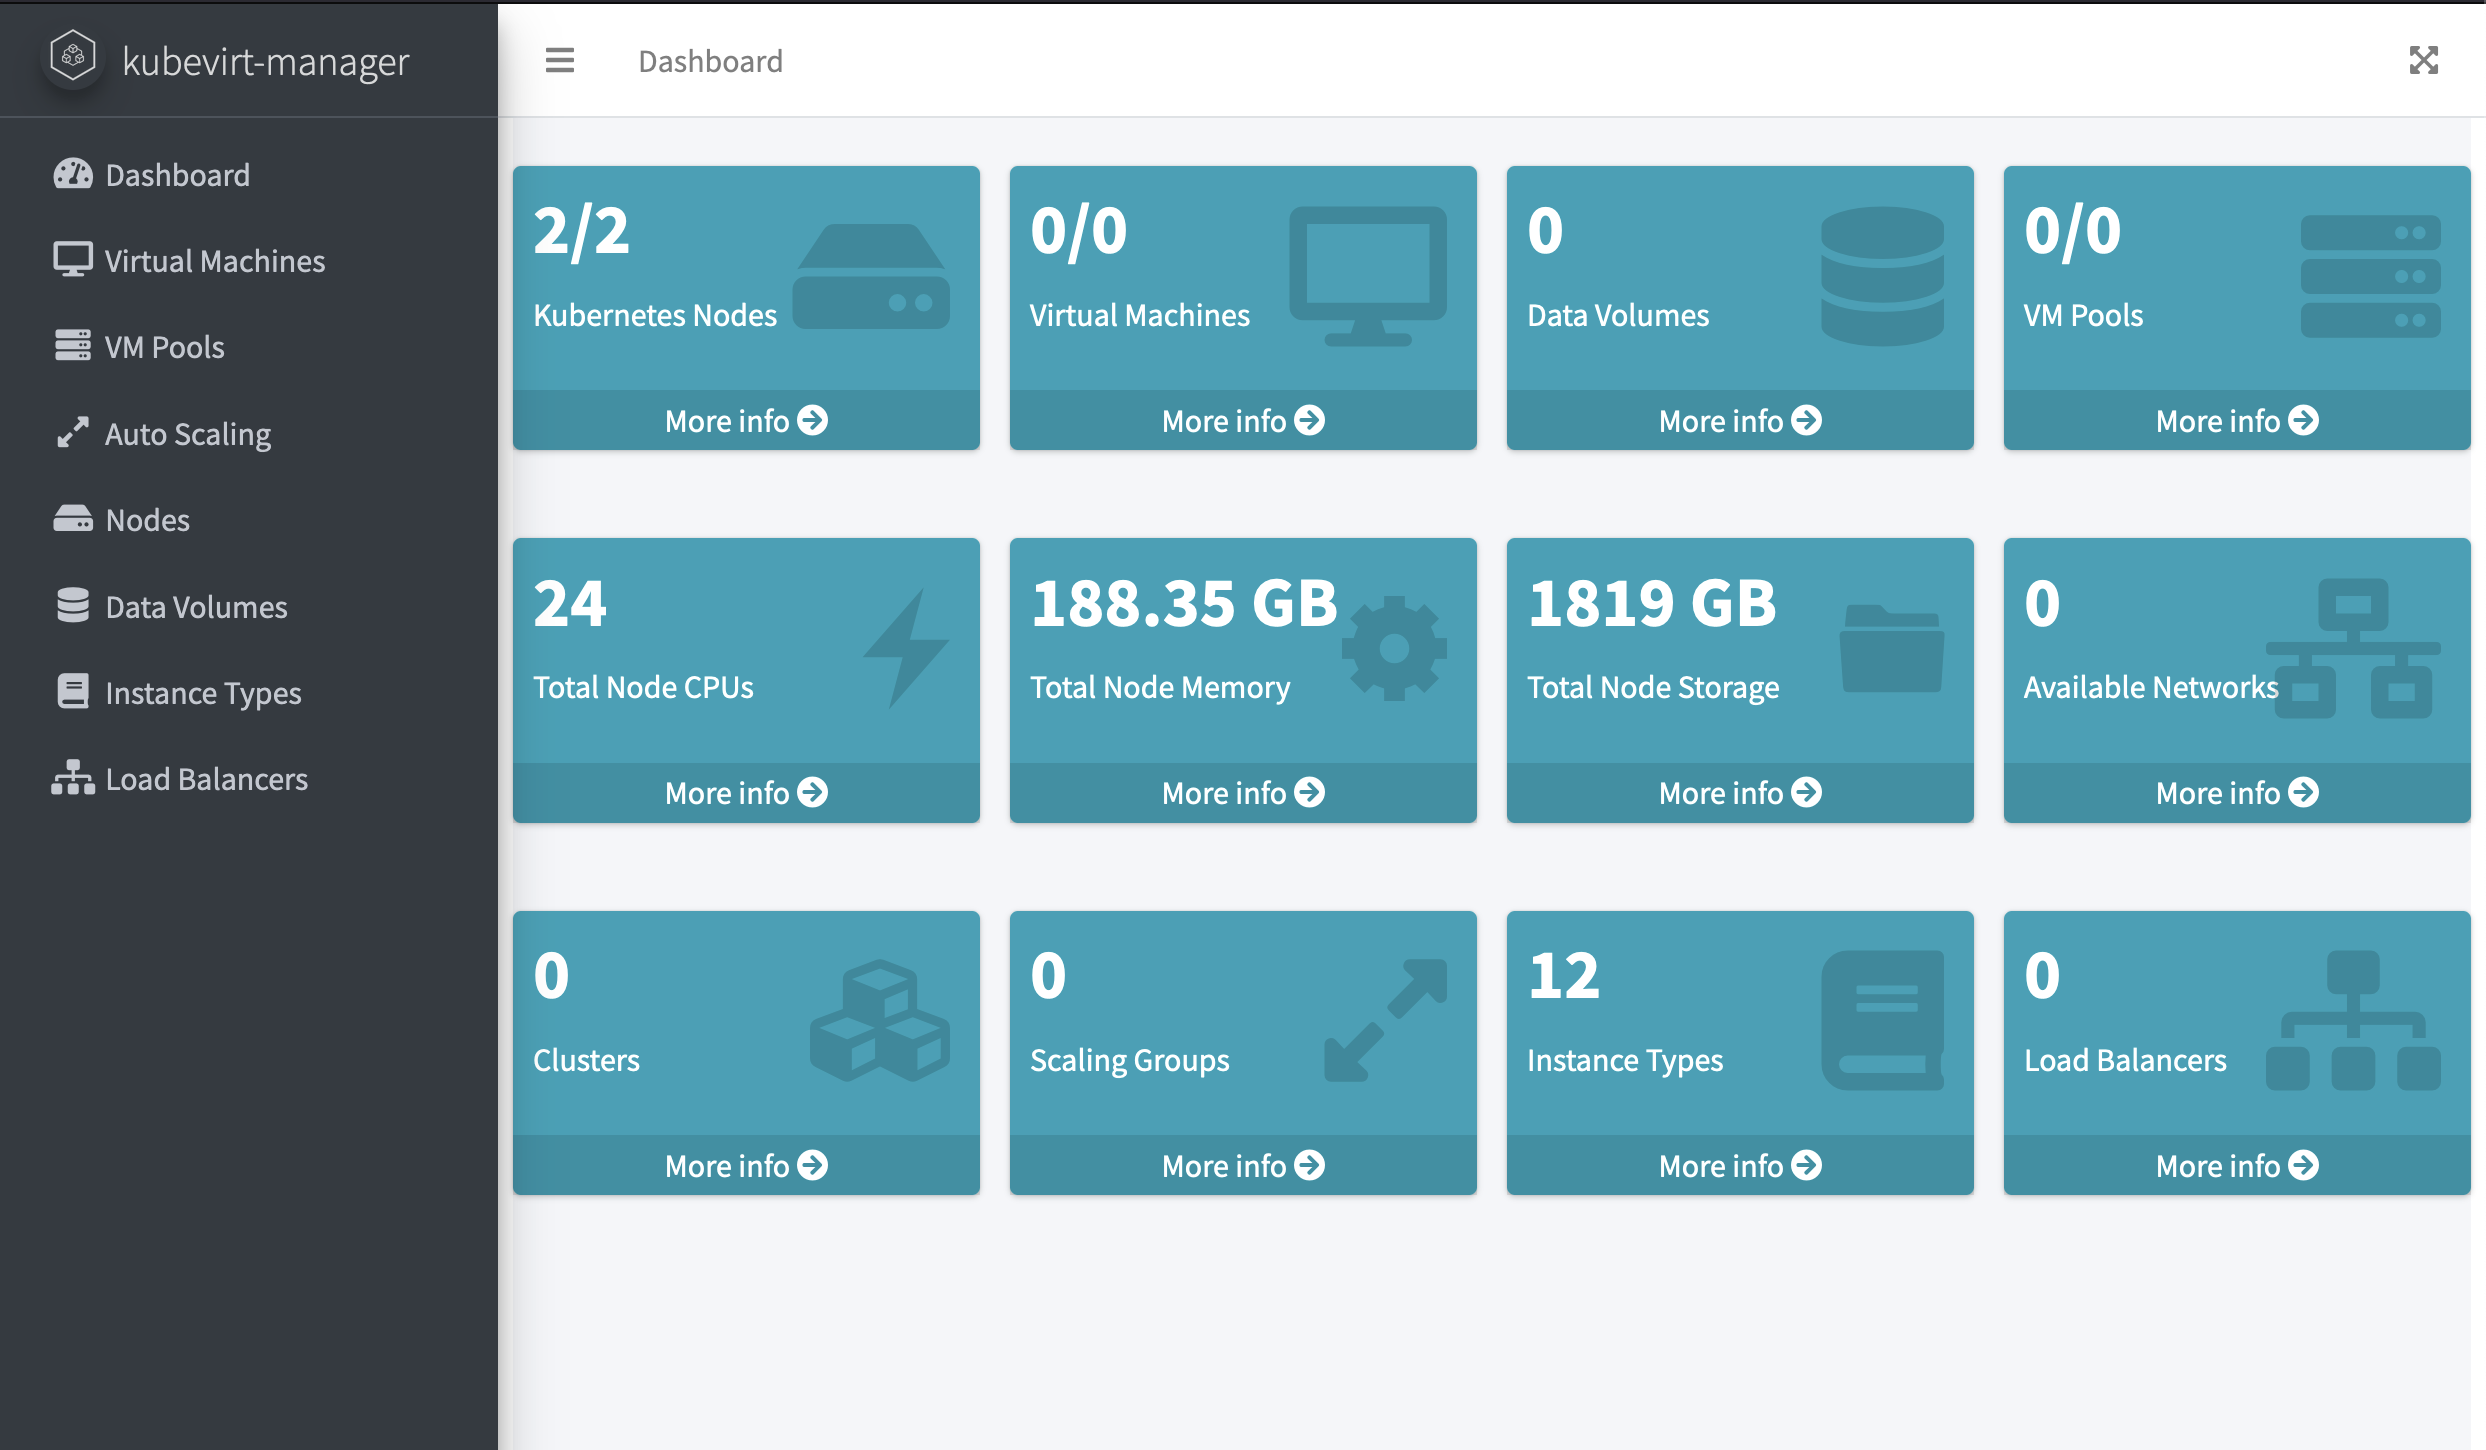 kubevirt-manager
Dashboard
Dashboard
Virtual Machines
VM Pools
Auto Scaling
Nodes
Data Volumes
Instance Types
Load Balancers
2/2
Kubernetes Nodes
More info
0/0
Virtual Machines
More info
0
Data Volumes
More info
0/0
VM Pools
More info
24
Total Node CPUs
More info
188.35 GB
Total Node Memory
More info
1819 GB
Total Node Storage
More info
0
Available Networks
More info
0
Clusters
More info
0
Scaling Groups
More info
12
Instance Types
More info
0
Load Balancers
More info